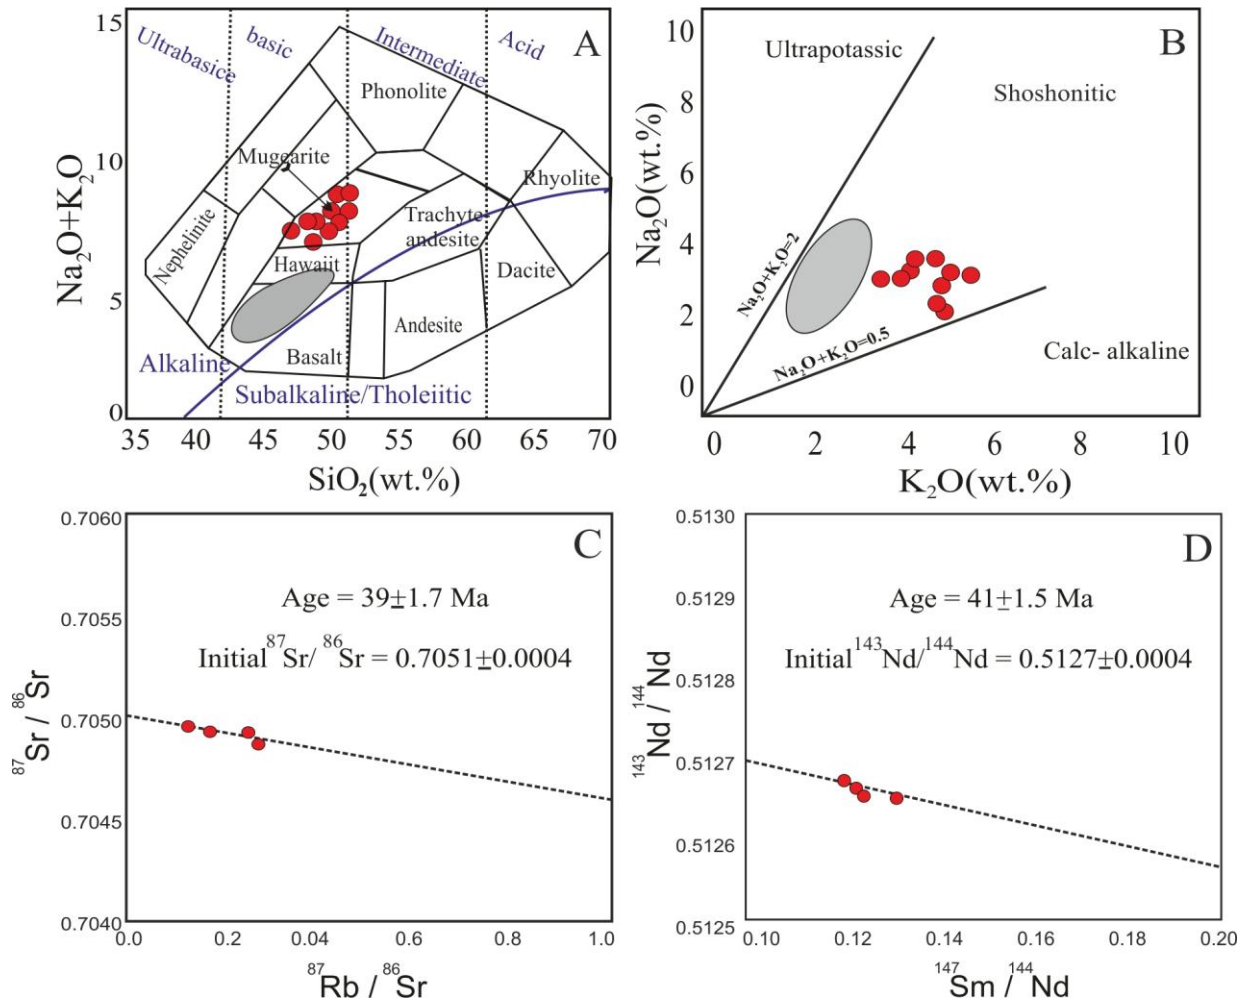 A
Ultrabasice
basic
Intermediate
Acid
Phonolite
Mugearite
Rhyolite
Nephelinite
Trachyte
andesite
Hawaiit
Dacite
Andesite
Basalt
Alkaline
Subalkaline/Tholeiitic
15
10
5
0
Na₂O+K₂O
35 40 45 50 55 60 65 70
SiO₂(wt.%)
B
Ultrapotassic
Shoshonitic
Na₂O+K₂O=2
Na₂O+K₂O=0.5
Calc- alkaline
10
8
6
4
2
0
Na₂O(wt.%)
0 2 4 6 8 10
K₂O(wt.%)
C
Age = 39±1.7 Ma
Initial⁸⁷Sr/⁸⁶Sr = 0.7051±0.0004
0.7060
0.7055
0.7050
0.7045
0.7040
⁸⁷Sr / ⁸⁶Sr
0.0 0.2 0.04 0.6 0.8 1.0
⁸⁷Rb / ⁸⁶Sr
D
Age = 41±1.5 Ma
Initial¹⁴³Nd/¹⁴⁴Nd = 0.5127±0.0004
0.5130
0.5129
0.5128
0.5127
0.5126
0.5125
¹⁴³Nd / ¹⁴⁴Nd
0.10 0.12 0.14 0.16 0.18 0.20
¹⁴⁷Sm / ¹⁴⁴Nd